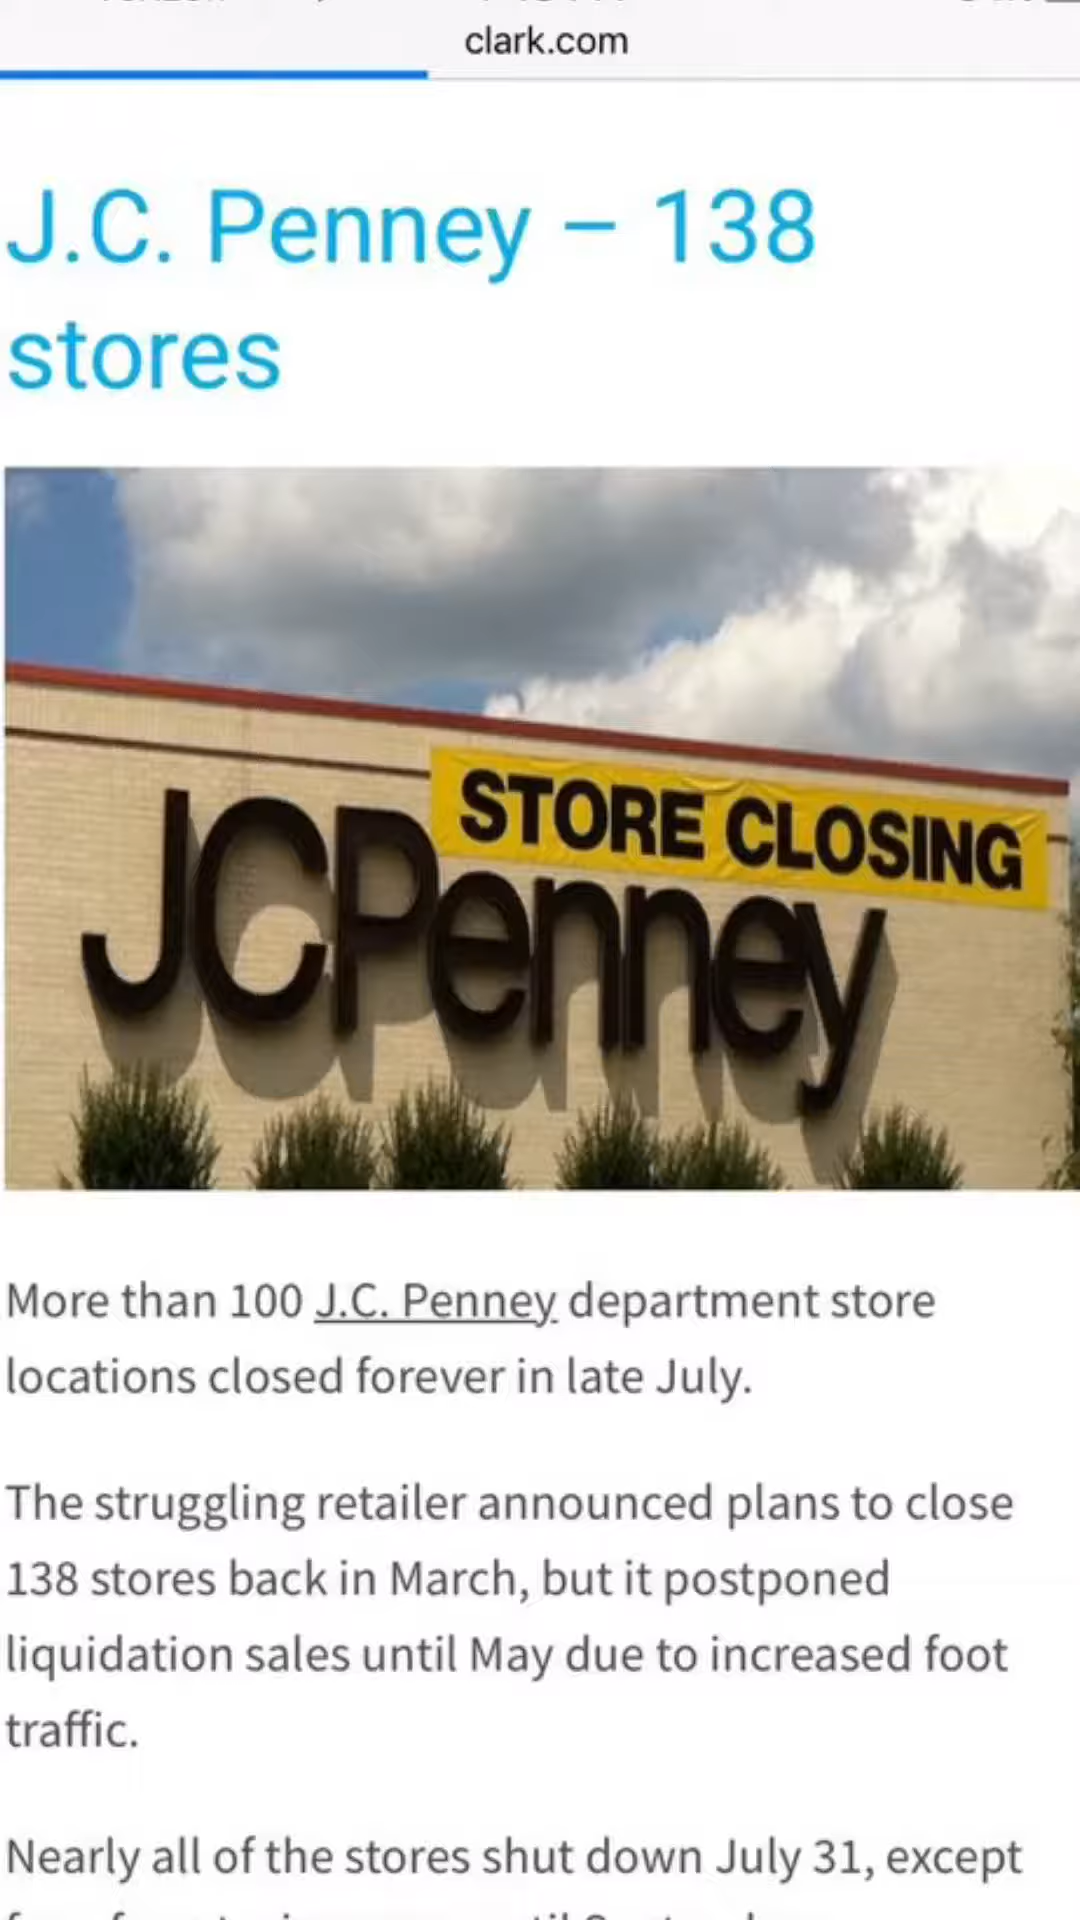 clark.com
J.C. Penney – 138
stores
STORE CLOSING
JCPenney
More than 100 J.C. Penney department store
locations closed forever in late July.
The struggling retailer announced plans to close
138 stores back in March, but it postponed
liquidation sales until May due to increased foot
traffic.
Nearly all of the stores shut down July 31, except